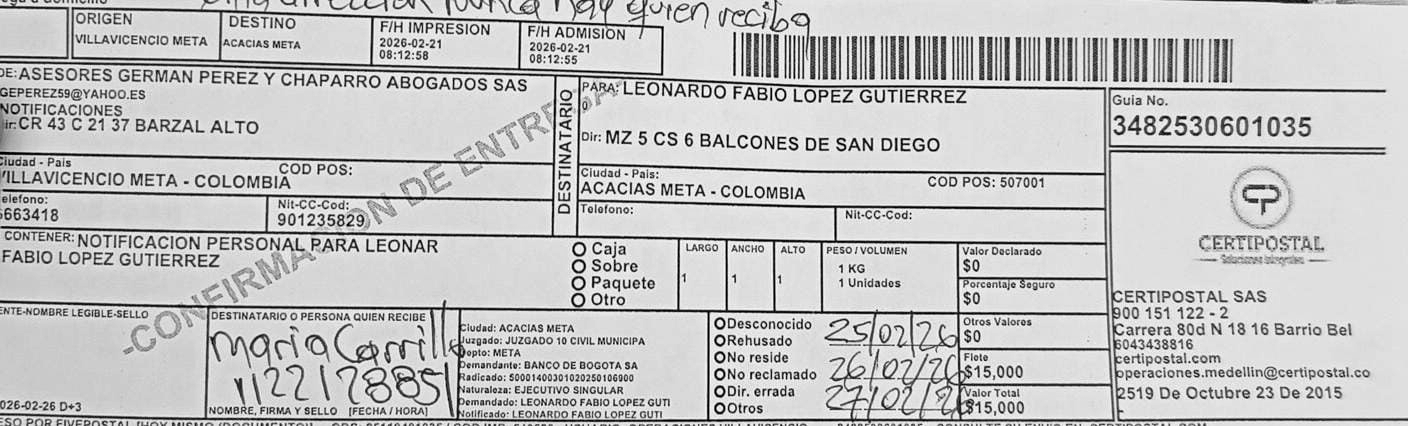 dirección nunca hay quien reciba
ORIGEN
VILLAVICENCIO META
DESTINO
ACACIAS META
F/H IMPRESION
2026-02-21
08:12:58
F/H ADMISION
2026-02-21
08:12:55
DE: ASESORES GERMAN PEREZ Y CHAPARRO ABOGADOS SAS
GEPEREZ59@YAHOO.ES
NOTIFICACIONES
CR 43 C 21 37 BARZAL ALTO
Ciudad - Pais
VILLAVICENCIO META - COLOMBIA
COD POS:
elefono:
6663418
Nit-CC-Cod:
901235829
DESTINATARIO
PARA: LEONARDO FABIO LOPEZ GUTIERREZ
0
Dir: MZ 5 CS 6 BALCONES DE SAN DIEGO
Ciudad - Pais:
ACACIAS META - COLOMBIA
COD POS: 507001
Telefono:
Nit-CC-Cod:
Guia No.
3482530601035
CERTIPOSTAL
Soluciones Integrales
CERTIPOSTAL SAS
900 151 122 - 2
Carrera 80d N 18 16 Barrio Bel
6043438816
certipostal.com
operaciones.medellin@certipostal.co
2519 De Octubre 23 De 2015
-CONFIRMACION DE ENTREGA-
CONTENER: NOTIFICACION PERSONAL PARA LEONAR
FABIO LOPEZ GUTIERREZ
Caja
Sobre
Paquete
Otro
LARGO
1
ANCHO
1
ALTO
1
PESO / VOLUMEN
1 KG
1 Unidades
Valor Declarado
$0
Porcentaje Seguro
$0
Otros Valores
$0
Flete
$15,000
Valor Total
$15,000
ENTE-NOMBRE LEGIBLE-SELLO
026-02-26 D+3
DESTINATARIO O PERSONA QUIEN RECIBE
Maria Carrillo
1122127885
NOMBRE, FIRMA Y SELLO [FECHA / HORA]
Ciudad: ACACIAS META
Juzgado: JUZGADO 10 CIVIL MUNICIPA
Depto: META
Demandante: BANCO DE BOGOTA SA
Radicado: 50001400301020250106900
Naturaleza: EJECUTIVO SINGULAR
Demandado: LEONARDO FABIO LOPEZ GUTI
Notificado: LEONARDO FABIO LOPEZ GUTI
Desconocido
Rehusado
No reside
No reclamado
Dir. errada
Otros
25/02/26
26/02/26
27/02/26